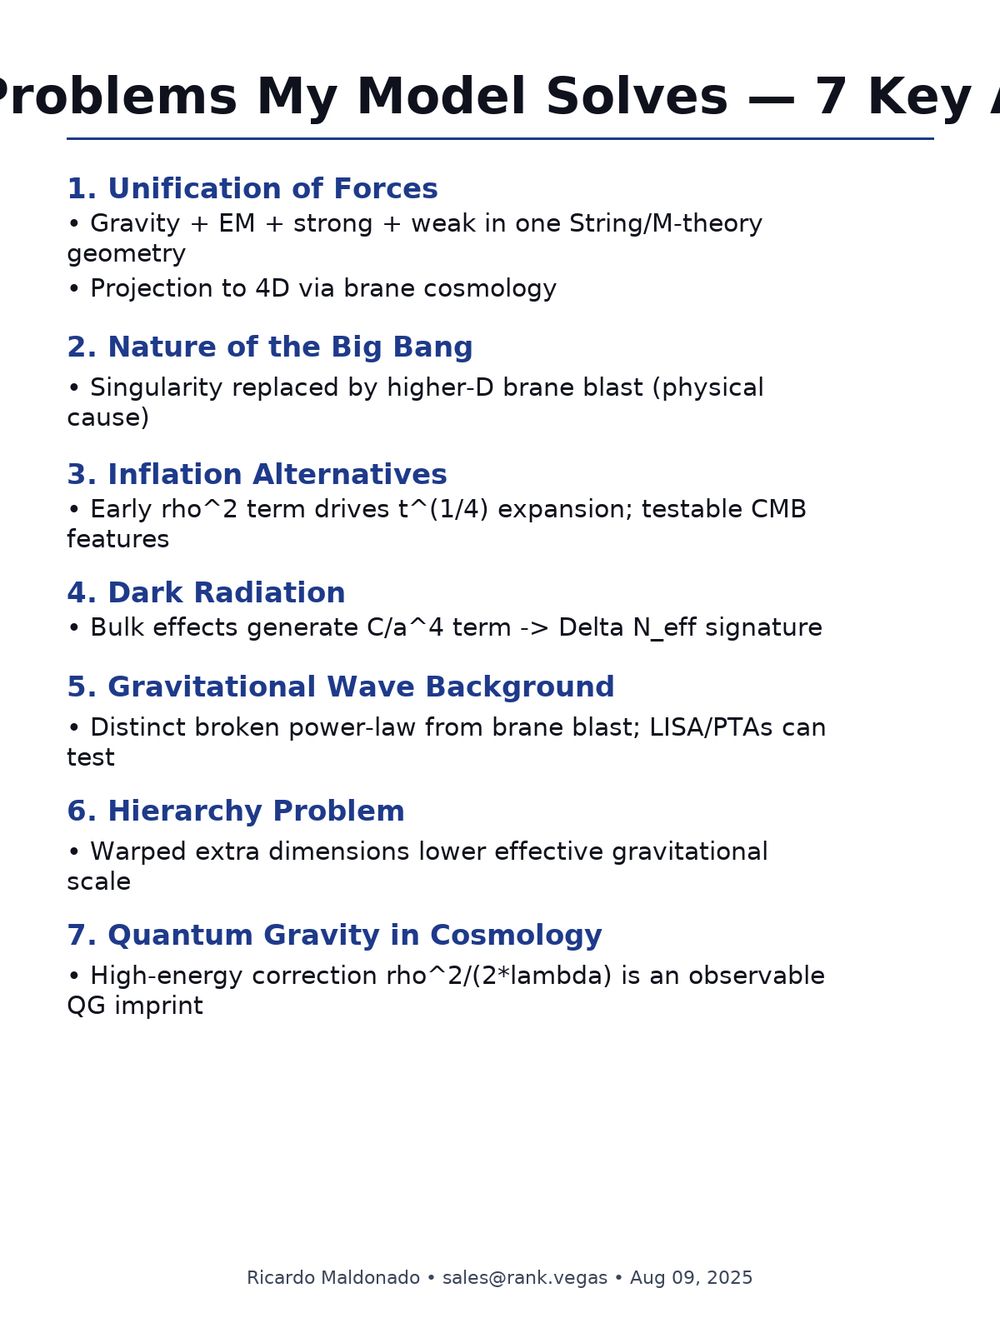 Problems My Model Solves — 7 Key A
1. Unification of Forces
• Gravity + EM + strong + weak in one String/M-theory
geometry
• Projection to 4D via brane cosmology
2. Nature of the Big Bang
• Singularity replaced by higher-D brane blast (physical
cause)
3. Inflation Alternatives
• Early rho^2 term drives t^(1/4) expansion; testable CMB
features
4. Dark Radiation
• Bulk effects generate C/a^4 term -> Delta N_eff signature
5. Gravitational Wave Background
• Distinct broken power-law from brane blast; LISA/PTAs can
test
6. Hierarchy Problem
• Warped extra dimensions lower effective gravitational
scale
7. Quantum Gravity in Cosmology
• High-energy correction rho^2/(2*lambda) is an observable
QG imprint
Ricardo Maldonado • sales@rank.vegas • Aug 09, 2025